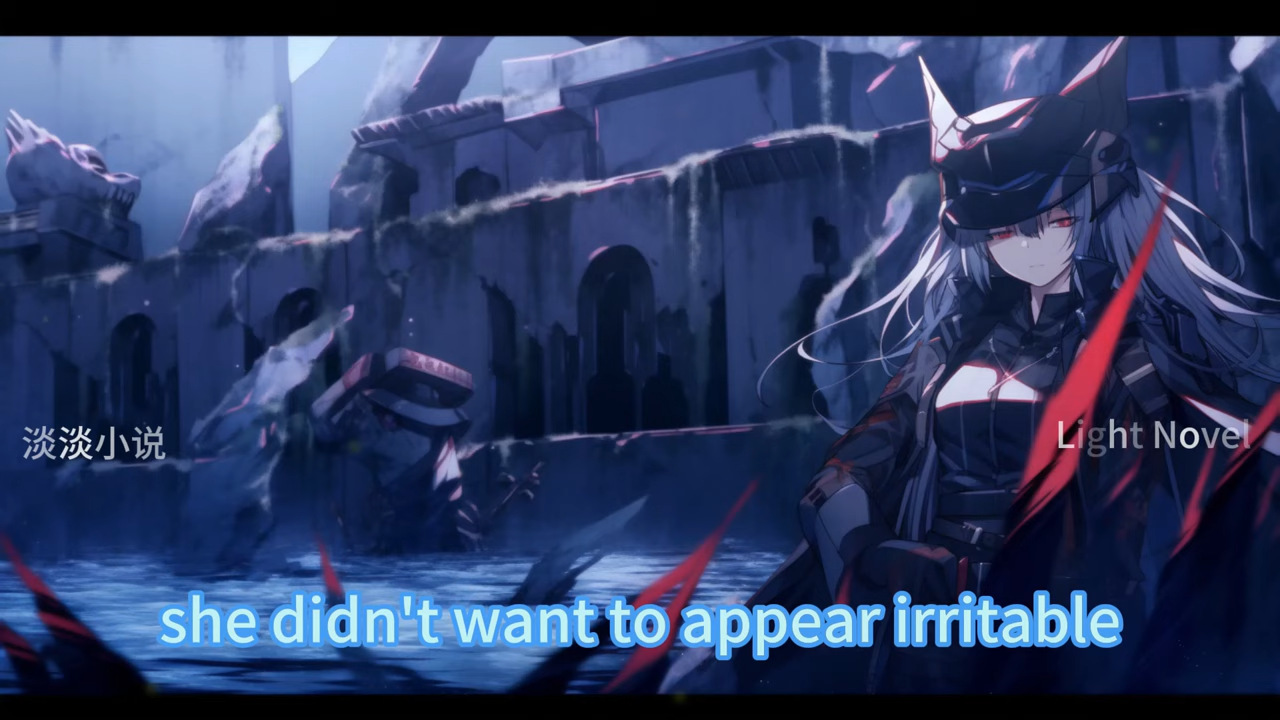 淡淡小说
Light Novel
she didn't want to appear irritable